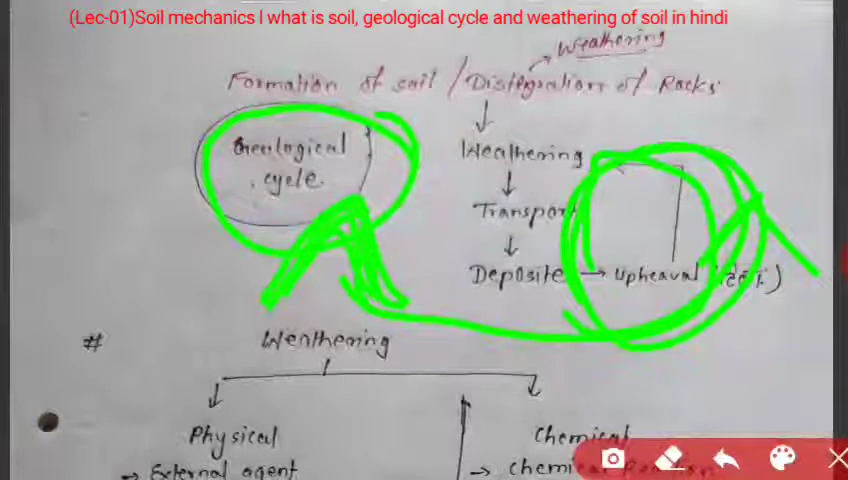 (Lec-01)Soil mechanics I what is soil, geological cycle and weathering of soil in hindi
Weathering
Formation of soil / Distegration of Rocks
Geological
cycle
Weathering
Transport
Deposite → Upheaval
# Weathering
Physical
Chemical
→ External agent
→ Chemical Reaction